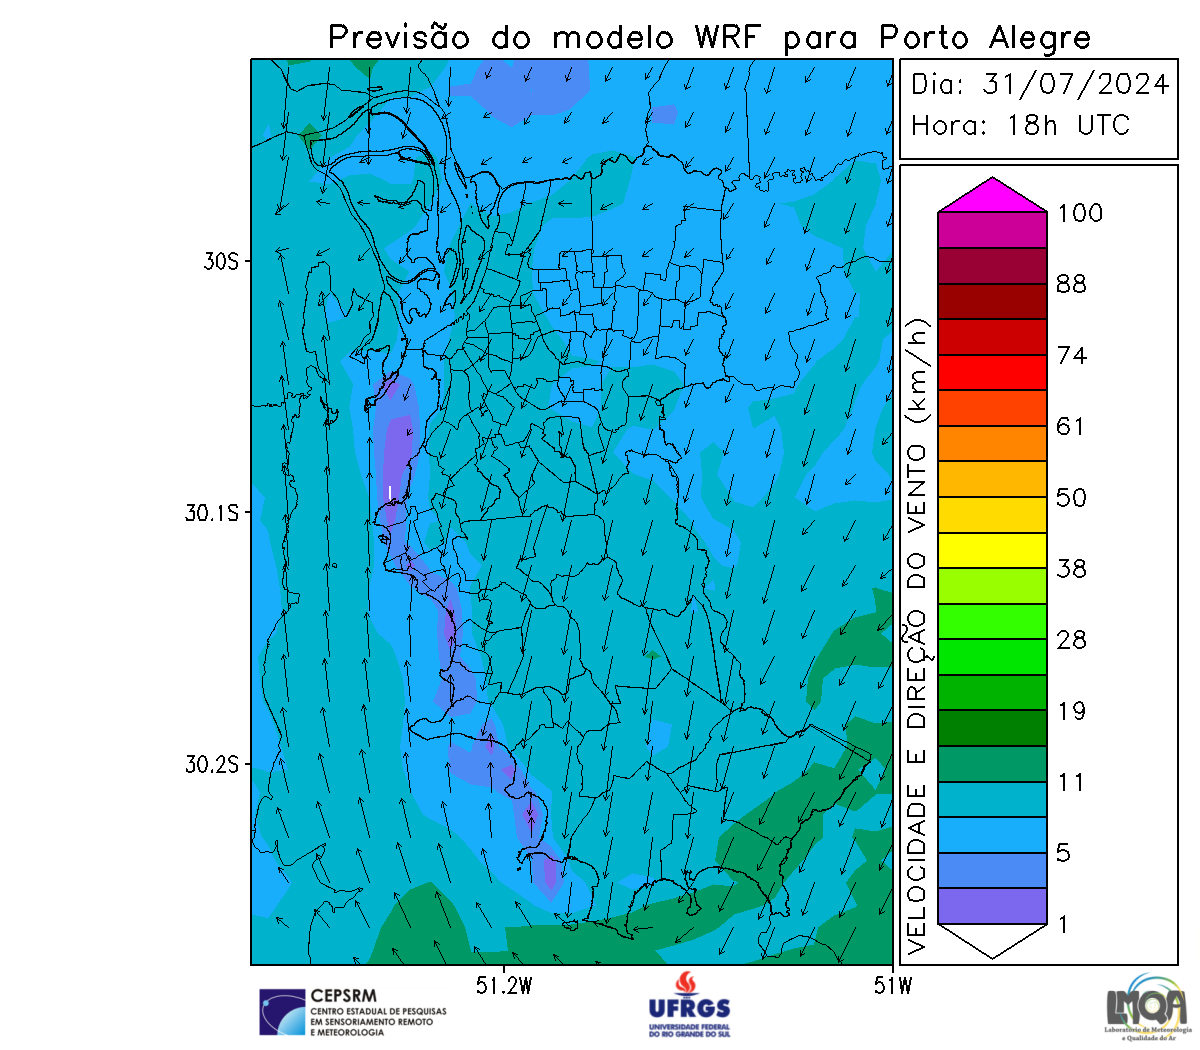 Previsão do modelo WRF para Porto Alegre
Dia: 31/07/2024
Hora: 18h UTC
30S
30.1S
30.2S
51.2W
51W
VELOCIDADE E DIREÇÃO DO VENTO (km/h)
100
88
74
61
50
38
28
19
11
5
1
CEPSRM
CENTRO ESTADUAL DE PESQUISAS
EM SENSORIAMENTO REMOTO
E METEOROLOGIA
UFRGS
UNIVERSIDADE FEDERAL
DO RIO GRANDE DO SUL
LMQA
Laboratório de Meteorologia
e Qualidade do Ar